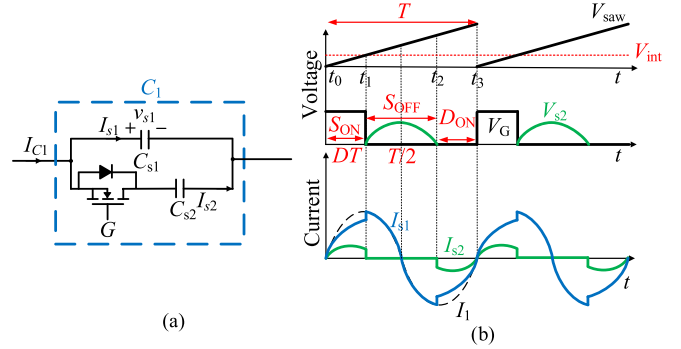 (a)
C1
Is1
+ vs1 −
IC1
Cs1
Cs2
Is2
G
(b)
T
Vsaw
Vint
Voltage
t0 t1 t2 t3 t
SOFF
SON
DON
VG
Vs2
DT T/2 t
Current
Is1
Is2
I1
t
(a) (b)